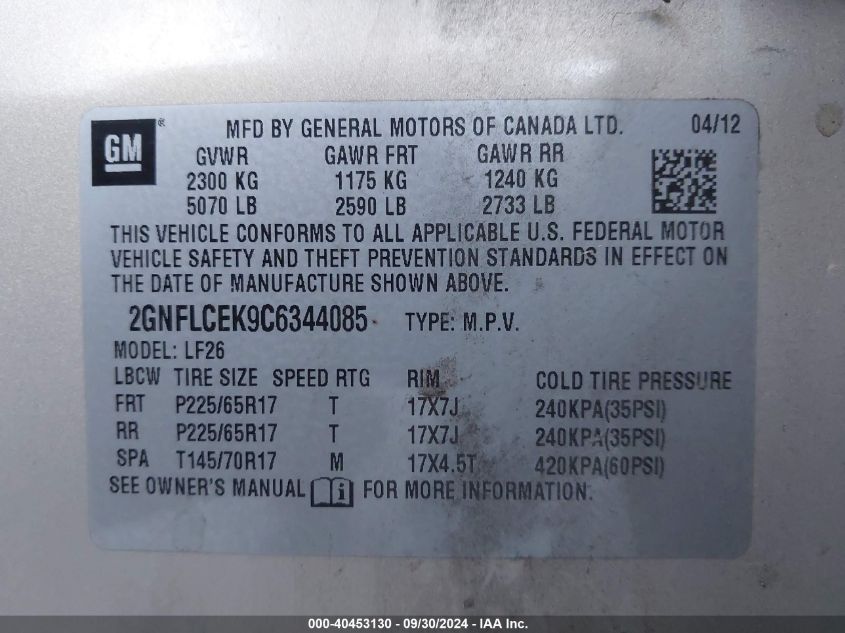 GM ®
MFD BY GENERAL MOTORS OF CANADA LTD. 04/12
GVWR GAWR FRT GAWR RR
2300 KG 1175 KG 1240 KG
5070 LB 2590 LB 2733 LB
THIS VEHICLE CONFORMS TO ALL APPLICABLE U.S. FEDERAL MOTOR
VEHICLE SAFETY AND THEFT PREVENTION STANDARDS IN EFFECT ON
THE DATE OF MANUFACTURE SHOWN ABOVE.
2GNFLCEK9C6344085 TYPE: M.P.V.
MODEL: LF26
LBCW TIRE SIZE SPEED RTG RIM COLD TIRE PRESSURE
FRT P225/65R17 T 17X7J 240KPA(35PSI)
RR P225/65R17 T 17X7J 240KPA(35PSI)
SPA T145/70R17 M 17X4.5T 420KPA(60PSI)
SEE OWNER'S MANUAL i FOR MORE INFORMATION.
000-40453130 - 09/30/2024 - IAA Inc.